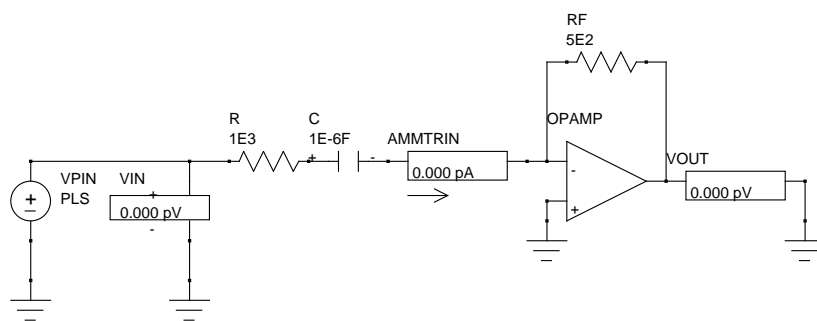 RF
5E2
R
1E3
C
1E-6F
+
-
AMMTRIN
0.000 pA
OPAMP
-
+
VOUT
0.000 pV
VPIN
PLS
+
VIN
+
0.000 pV
-